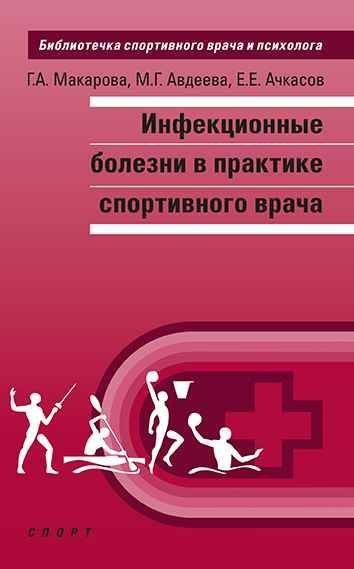 Библиотечка спортивного врача и психолога
Г.А. Макарова, М.Г. Авдеева, Е.Е. Ачкасов
Инфекционные
болезни в практике
спортивного врача
СПОРТ